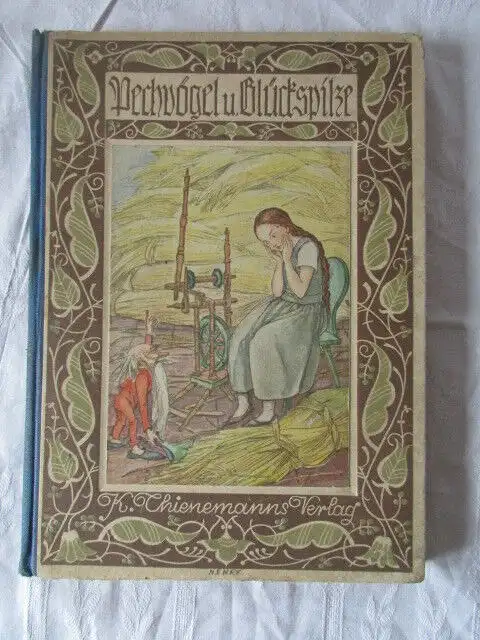 Pechvögel u. Glückspilze
K. Thienemanns Verlag